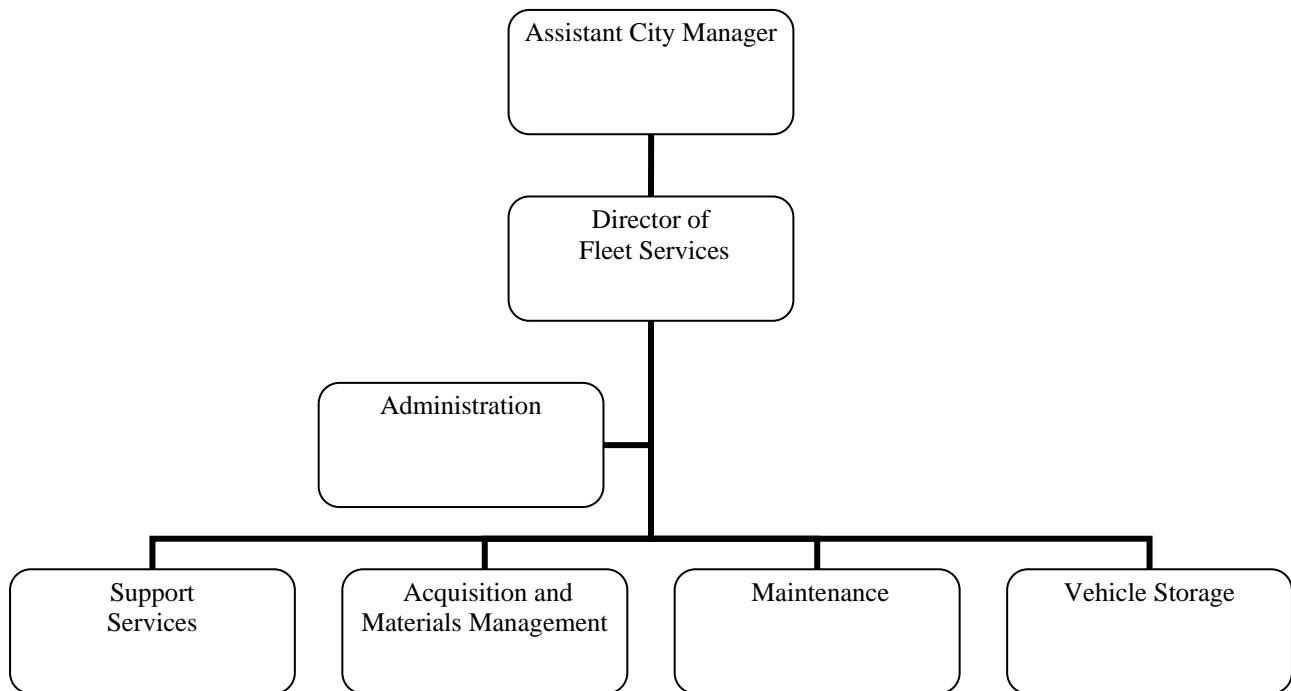 Assistant City Manager
Director of
Fleet Services
Administration
Support
Services
Acquisition and
Materials Management
Maintenance
Vehicle Storage